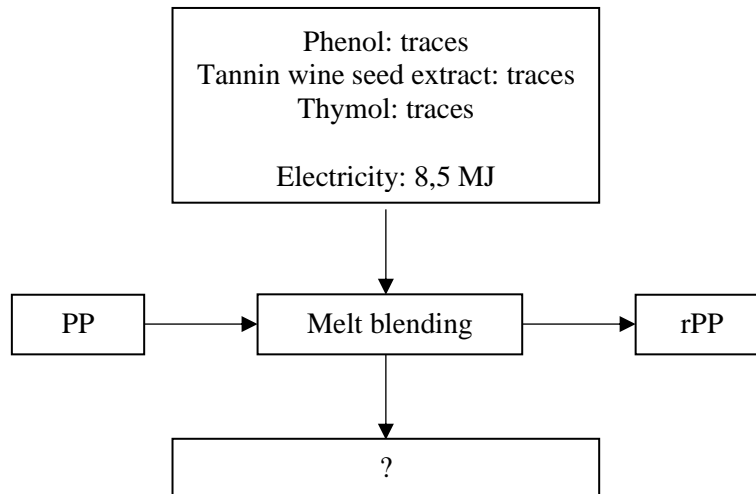 Phenol: traces
Tannin wine seed extract: traces
Thymol: traces
Electricity: 8,5 MJ
PP
Melt blending
rPP
?